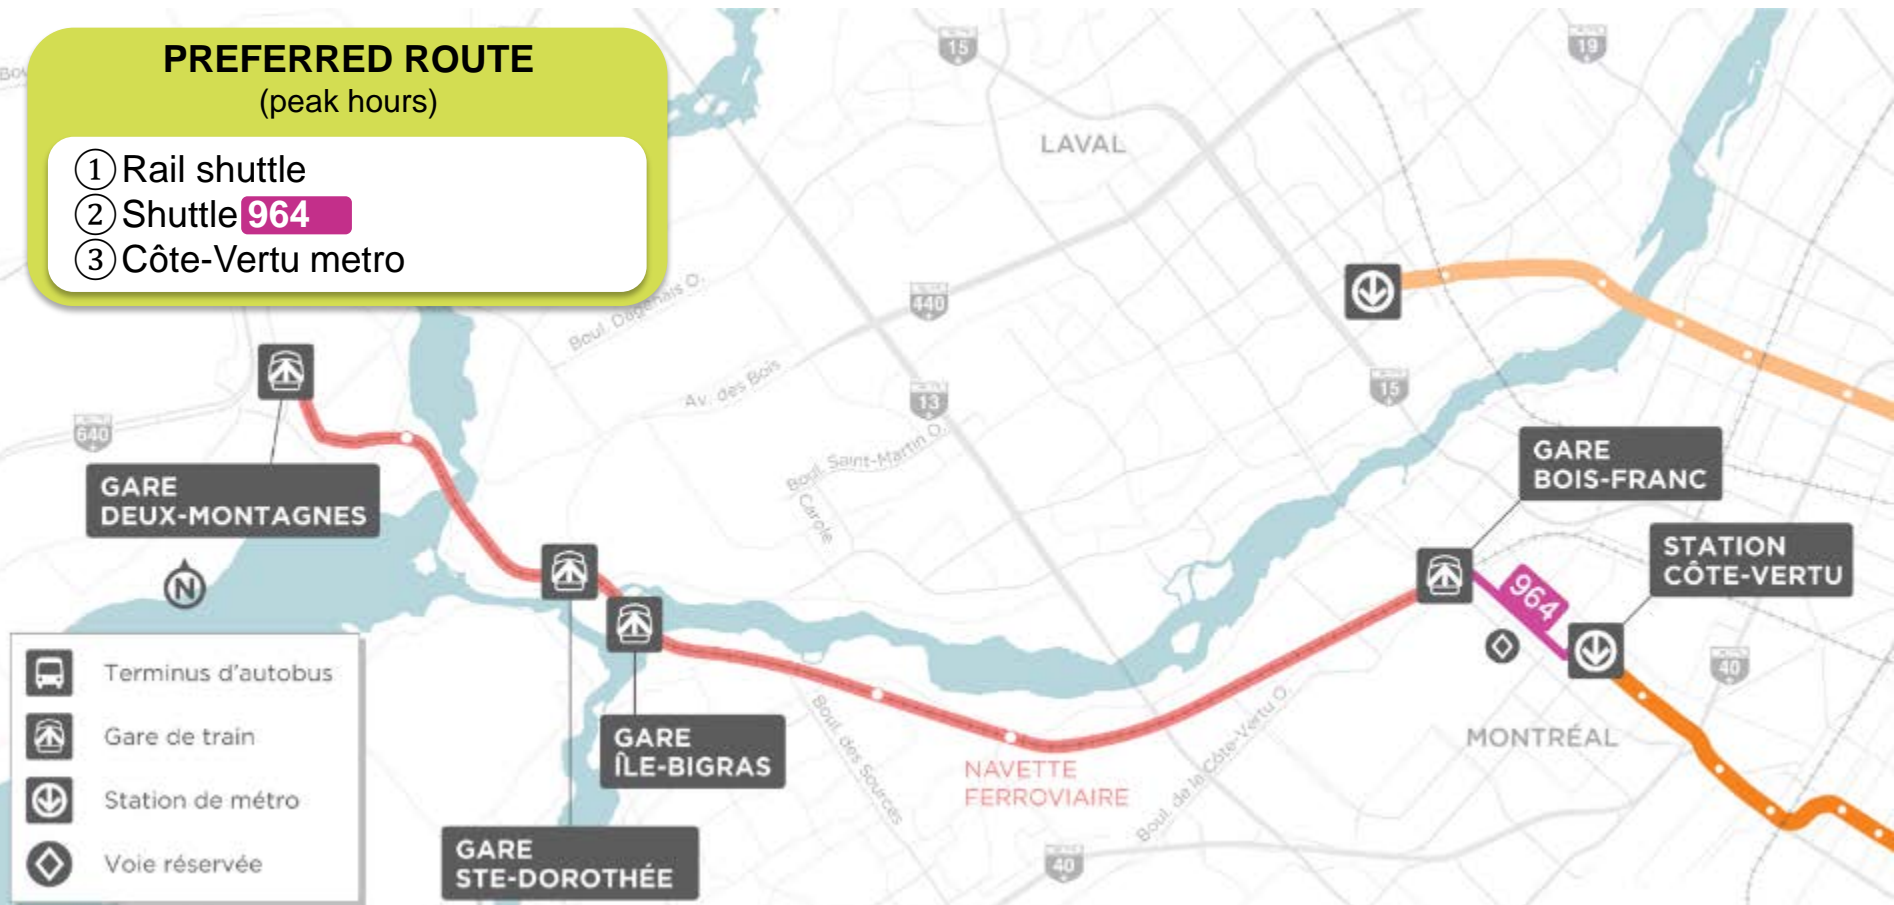 PREFERRED ROUTE
(peak hours)
① Rail shuttle
② Shuttle 964
③ Côte-Vertu metro
15
19
LAVAL
Boul. Dagenais O.
440
Av. des Bois
13
15
640
Boul. Saint-Martin O.
Carole
GARE
DEUX-MONTAGNES
GARE
BOIS-FRANC
STATION
CÔTE-VERTU
N
964
40
Terminus d'autobus
Gare de train
Station de métro
Voie réservée
GARE
ÎLE-BIGRAS
GARE
STE-DOROTHÉE
Boul. des Sources
NAVETTE
FERROVIAIRE
Boul. de la Côte-Vertu O.
MONTRÉAL
40